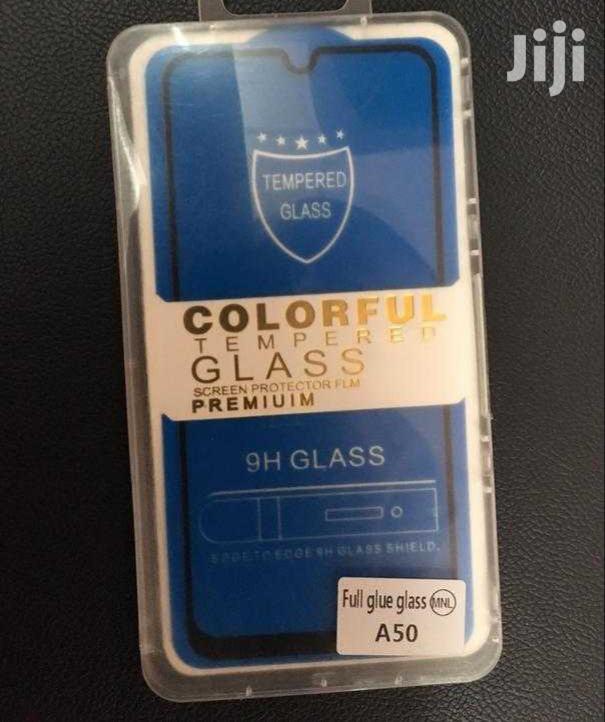 Jiji
TEMPERED
GLASS
COLORFUL
TEMPERED
GLASS
SCREEN PROTECTOR FLM
PREMIUIM
9H GLASS
EDGE TO EDGE 9H GLASS SHIELD.
Full glue glass MNL
A50